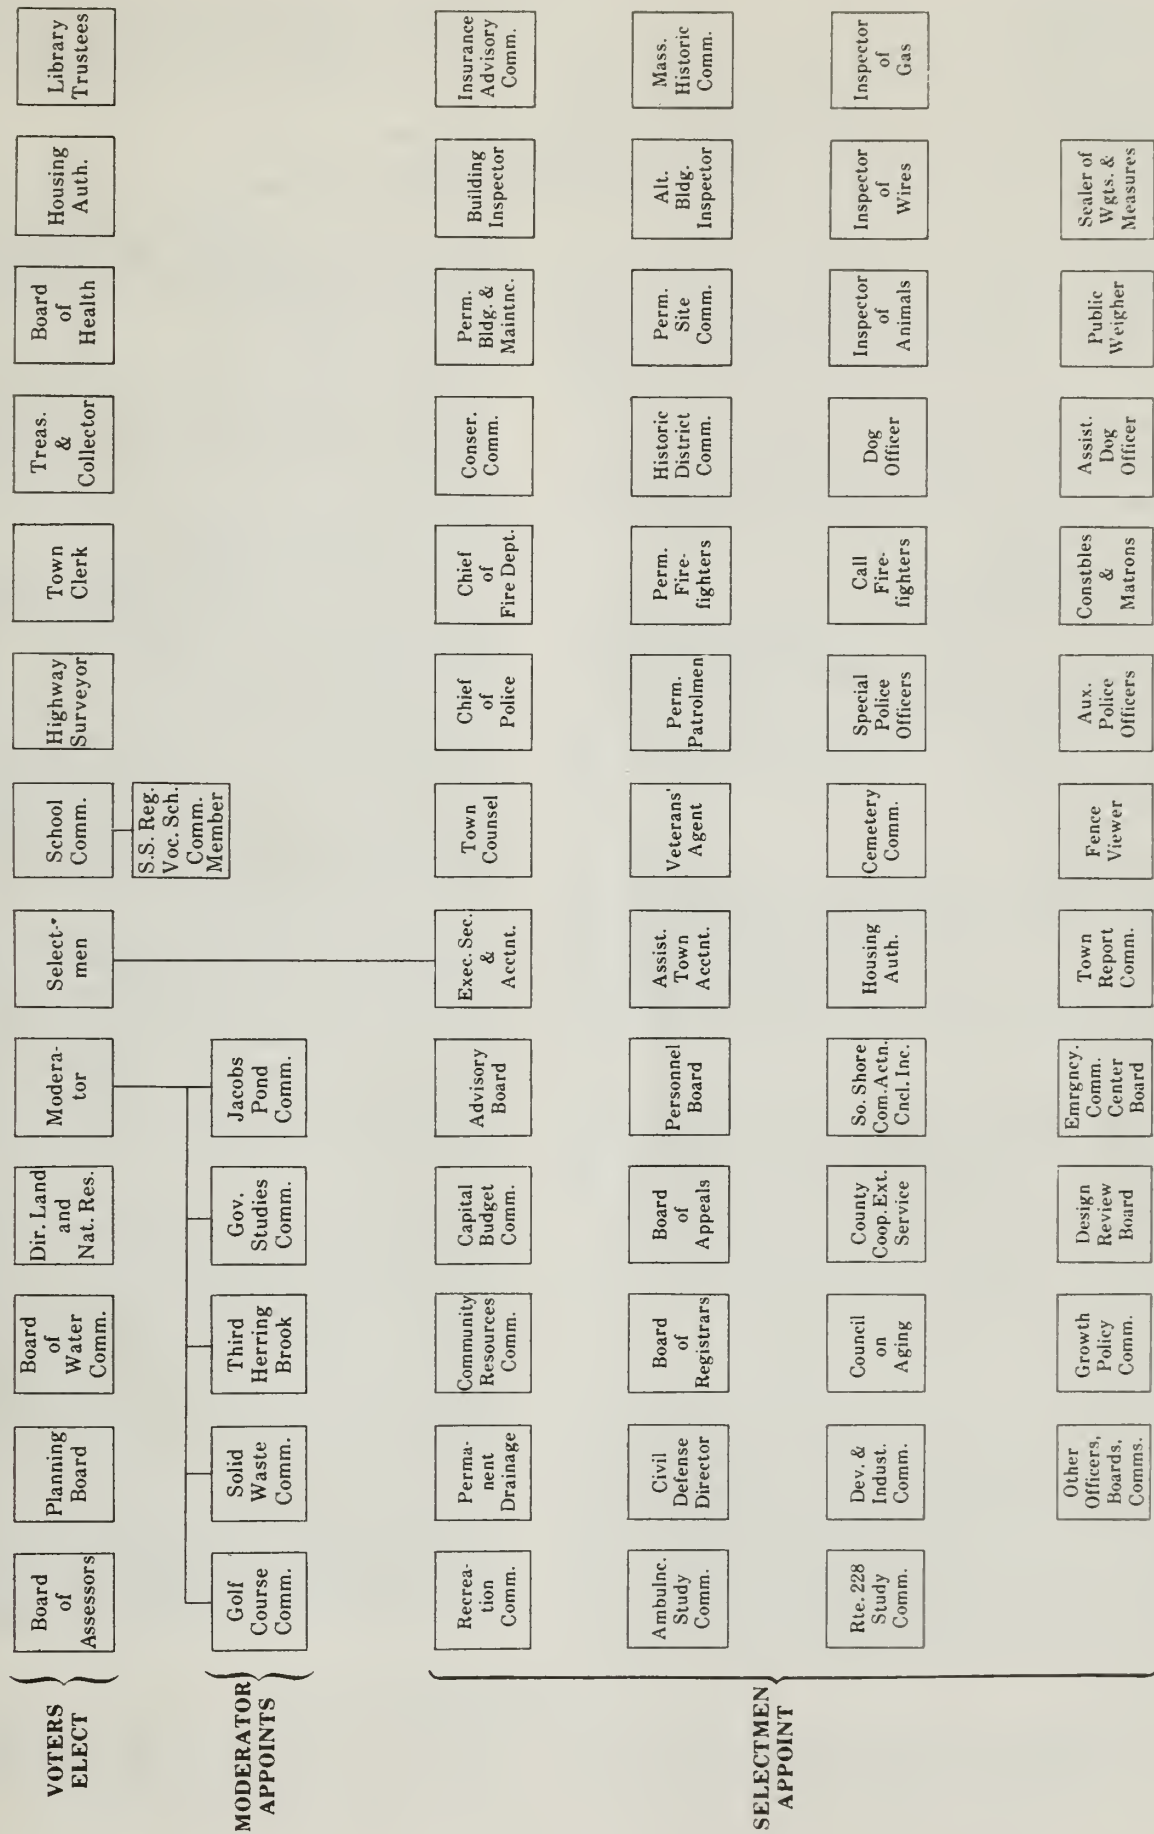 VOTERS
ELECT
Board
of
Assessors
Planning
Board
Board
of
Water
Comm.
Dir. Land
and
Nat. Res.
Modera-
tor
Select-
men
School
Comm.
Highway
Surveyor
Town
Clerk
Treas.
&
Collector
Board
of
Health
Housing
Auth.
Library
Trustees
S.S. Reg.
Voc. Sch.
Comm.
Member
MODERATOR
APPOINTS
Golf
Course
Comm.
Solid
Waste
Comm.
Third
Herring
Brook
Gov.
Studies
Comm.
Jacobs
Pond
Comm.
SELECTMEN
APPOINT
Recrea-
tion
Comm.
Perma-
nent
Drainage
Community
Resources
Comm.
Capital
Budget
Comm.
Advisory
Board
Exec. Sec.
&
Acctnt.
Town
Counsel
Chief
of
Police
Chief
of
Fire Dept.
Conser.
Comm.
Perm.
Bldg. &
Maintnc.
Building
Inspector
Insurance
Advisory
Comm.
Ambulnc.
Study
Comm.
Civil
Defense
Director
Board
of
Registrars
Board
of
Appeals
Personnel
Board
Assist.
Town
Acctnt.
Veterans'
Agent
Perm.
Patrolmen
Perm.
Fire-
fighters
Historic
District
Comm.
Perm.
Site
Comm.
Alt.
Bldg.
Inspector
Mass.
Historic
Comm.
Rte. 228
Study
Comm.
Dev. &
Indust.
Comm.
Council
on
Aging
County
Coop. Ext.
Service
So. Shore
Com. Actn.
Cncl. Inc.
Housing
Auth.
Cemetery
Comm.
Special
Police
Officers
Call
Fire-
fighters
Dog
Officer
Inspector
of
Animals
Inspector
of
Wires
Inspector
of
Gas
Other
Officers,
Boards,
Comms.
Growth
Policy
Comm.
Design
Review
Board
Emrgncy.
Comm.
Center
Board
Town
Report
Comm.
Fence
Viewer
Aux.
Police
Officers
Constbles
&
Matrons
Assist.
Dog
Officer
Public
Weigher
Sealer of
Wgts. &
Measures